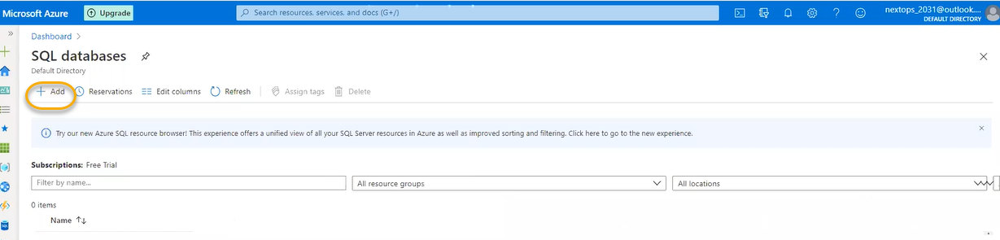 Microsoft Azure
Upgrade
Search resources, services, and docs (G+/)
nextops_2031@outlook....
DEFAULT DIRECTORY
Dashboard >
SQL databases
Default Directory
+ Add
Reservations
Edit columns
Refresh
Assign tags
Delete
Try our new Azure SQL resource browser! This experience offers a unified view of all your SQL Server resources in Azure as well as improved sorting and filtering. Click here to go to the new experience.
Subscriptions: Free Trial
Filter by name...
All resource groups
All locations
0 items
Name ↑↓
SQL